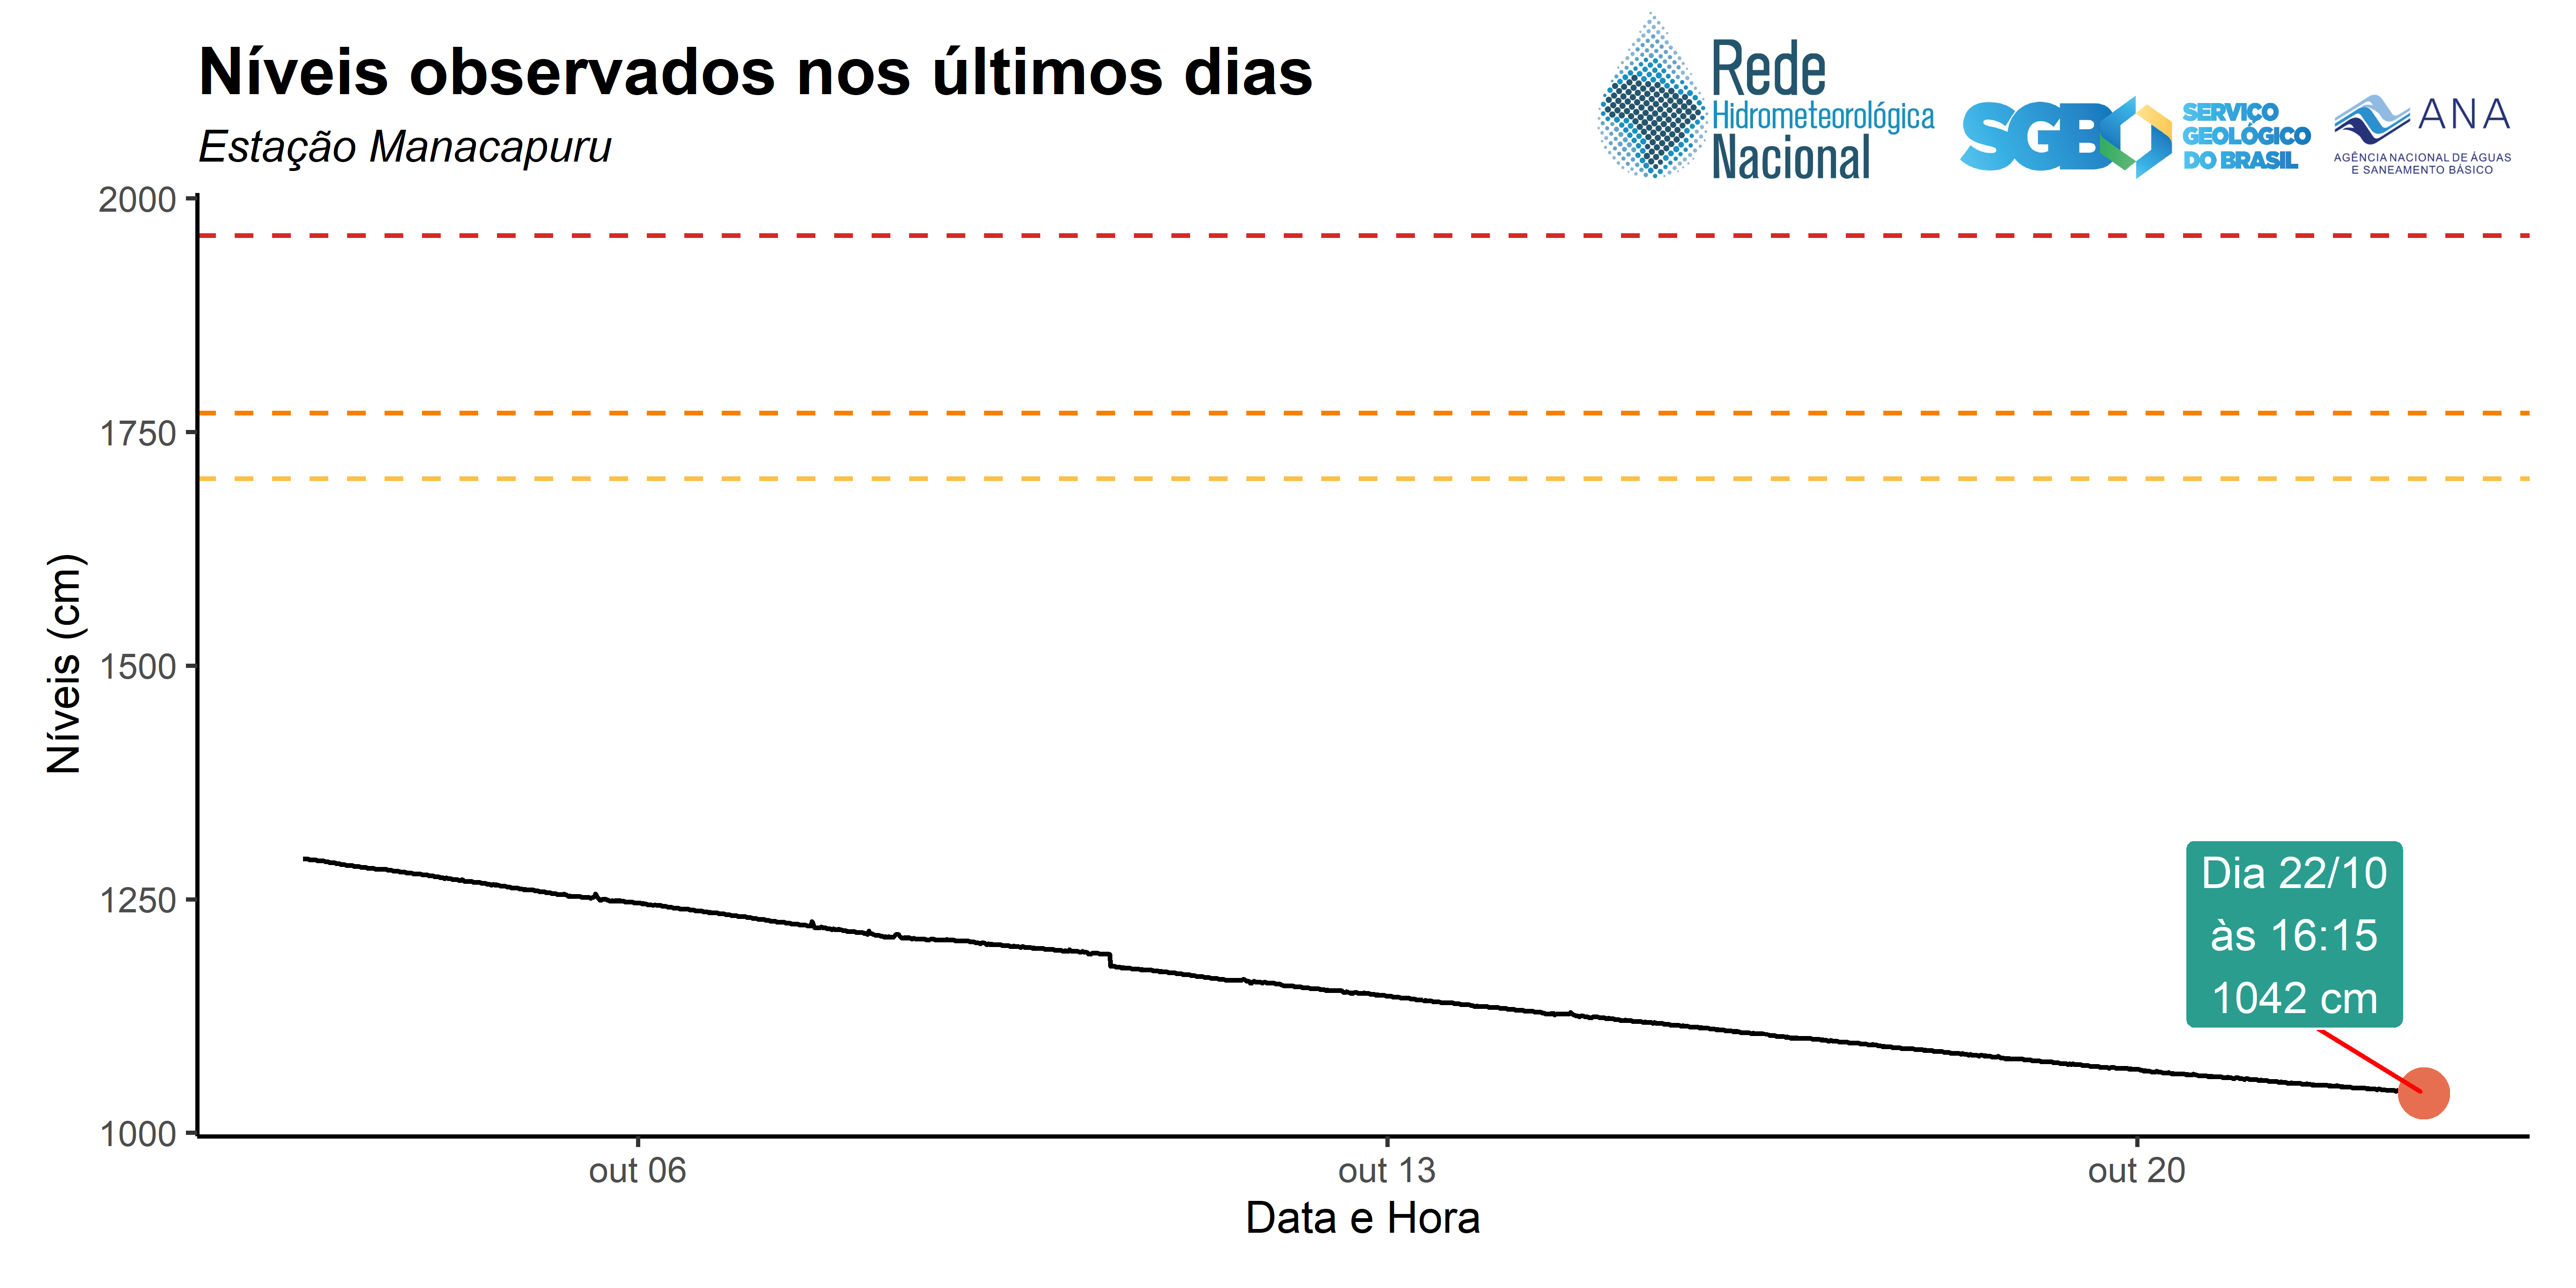 Níveis observados nos últimos dias
Estação Manacapuru
Rede
Hidrometeorológica
Nacional
SGB
SERVIÇO
GEOLÓGICO
DO BRASIL
ANA
AGÊNCIA NACIONAL DE ÁGUAS
E SANEAMENTO BÁSICO
2000
1750
1500
1250
1000
Níveis (cm)
Dia 22/10
às 16:15
1042 cm
out 06
out 13
out 20
Data e Hora